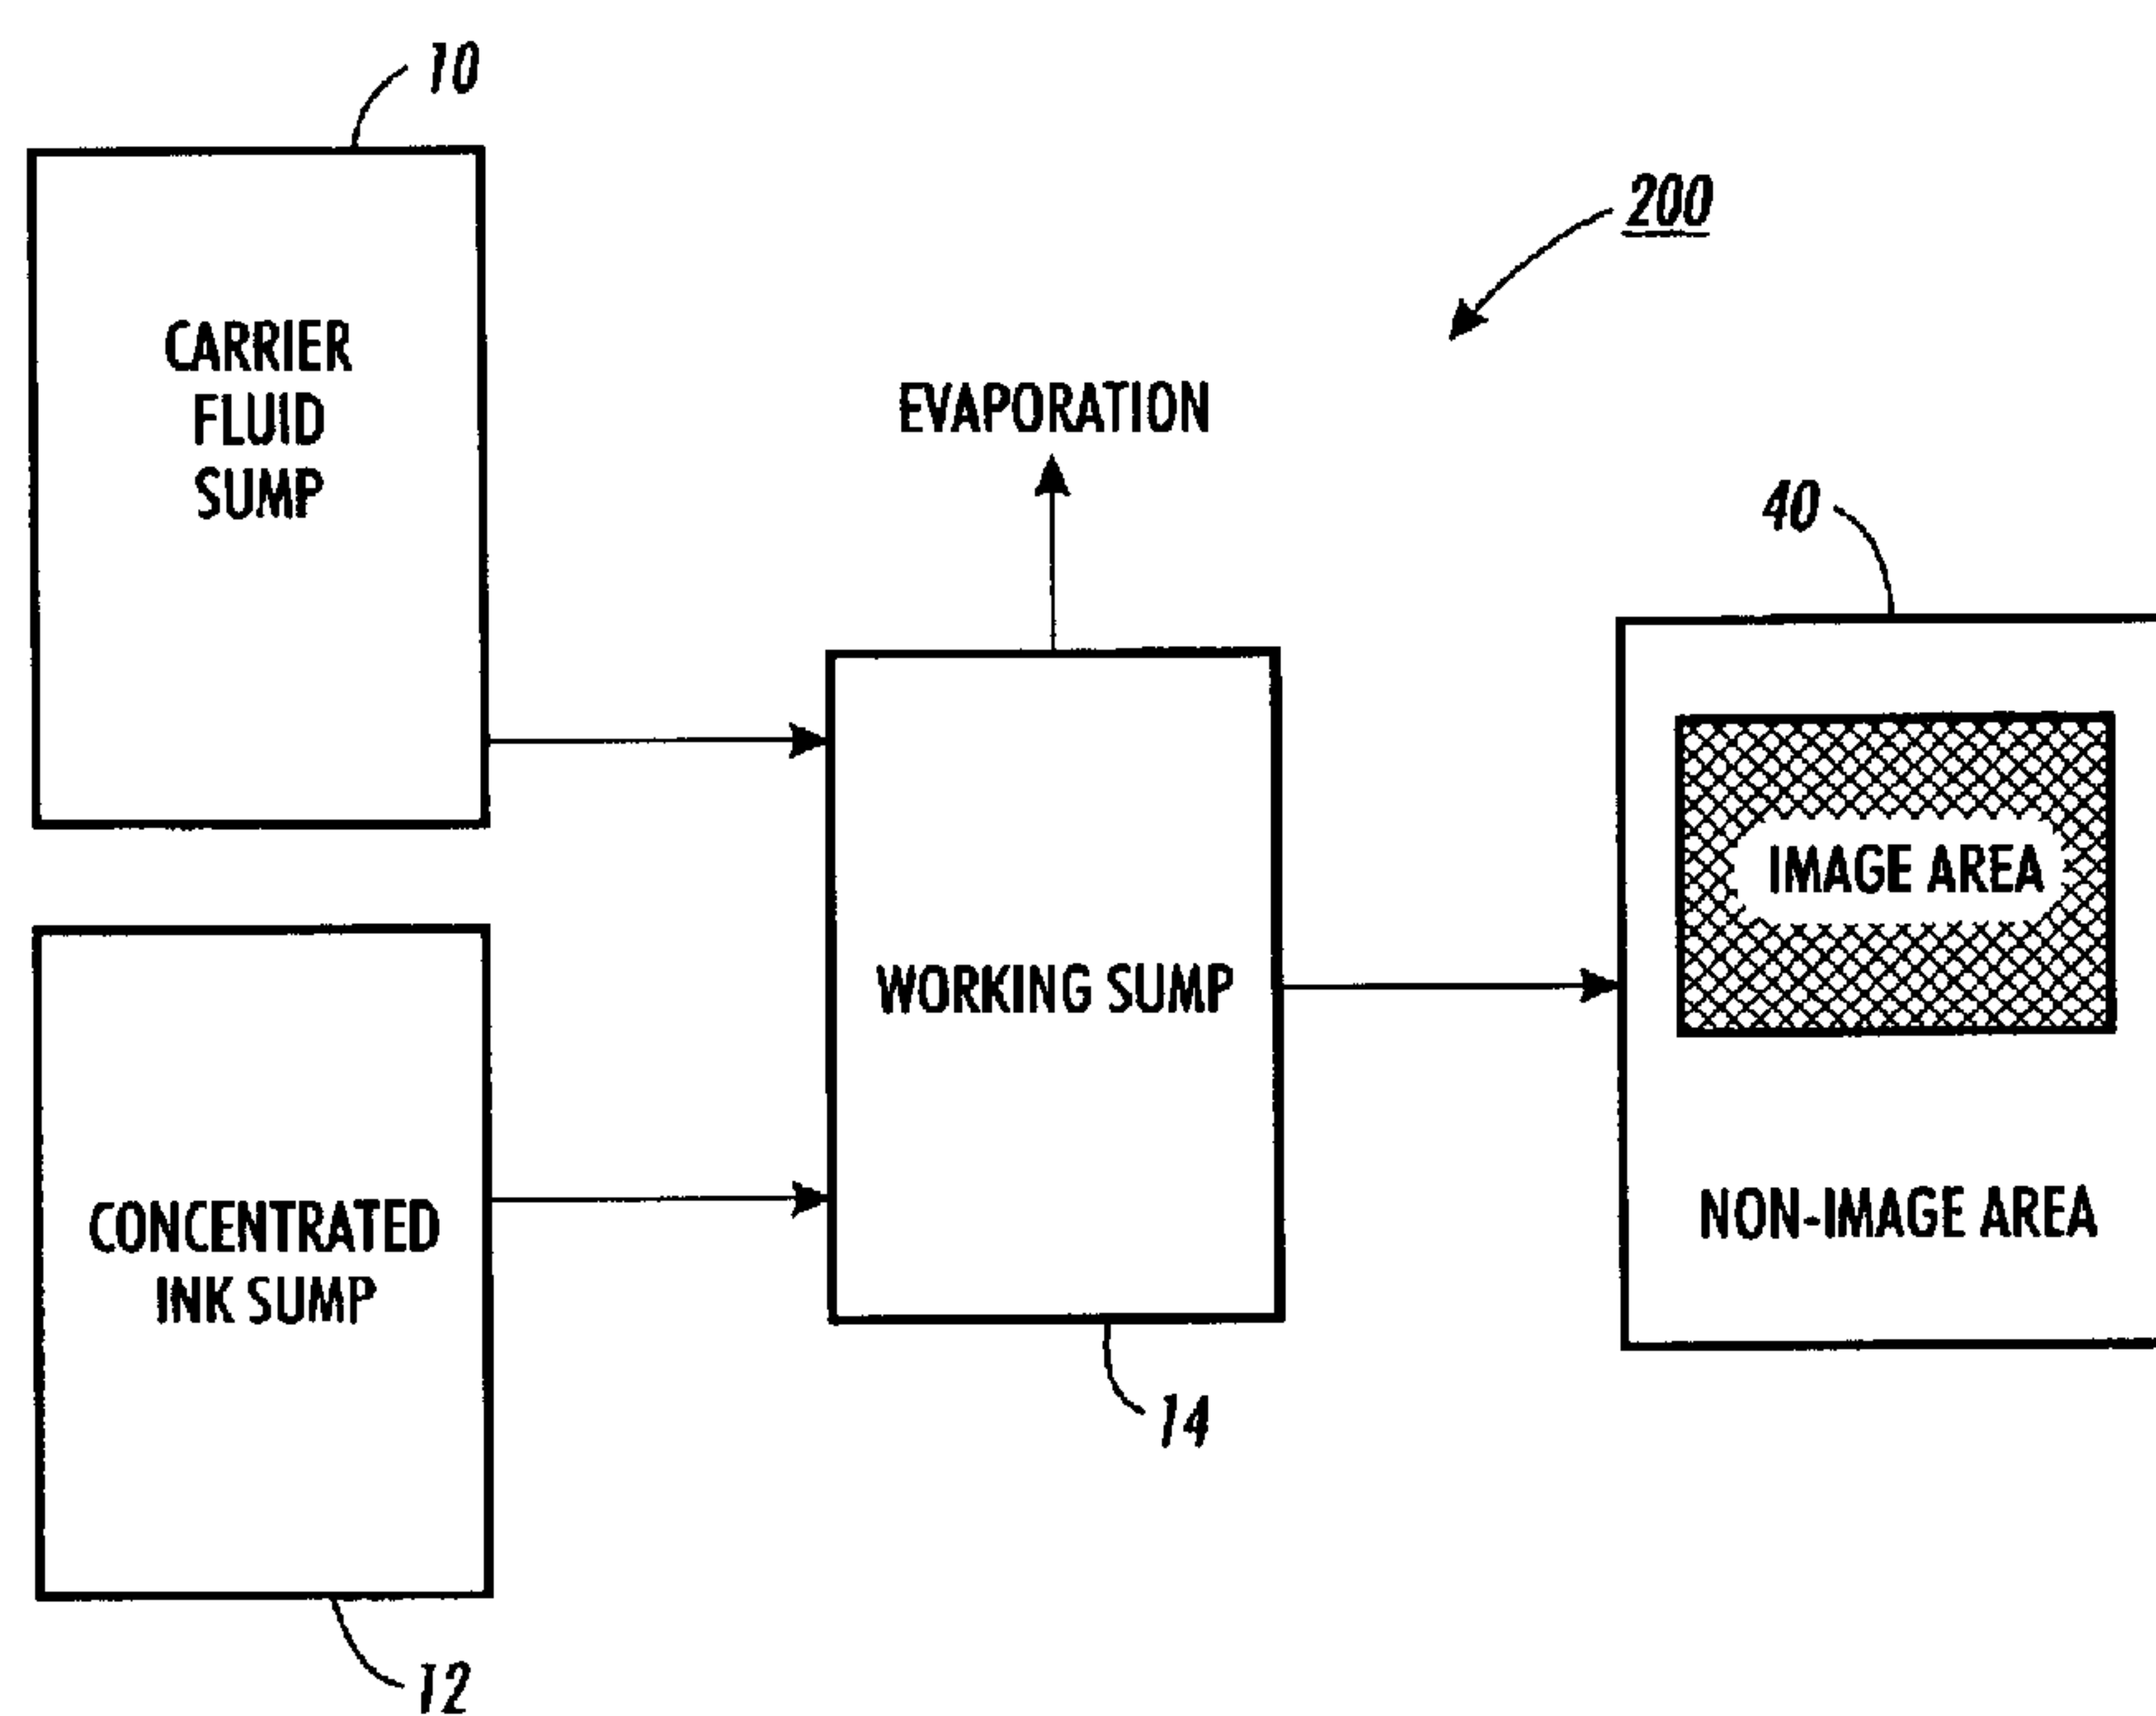 10
CARRIER
FLUID
SUMP
200
EVAPORATION
40
IMAGE AREA
WORKING SUMP
NON-IMAGE AREA
CONCENTRATED
INK SUMP
14
12